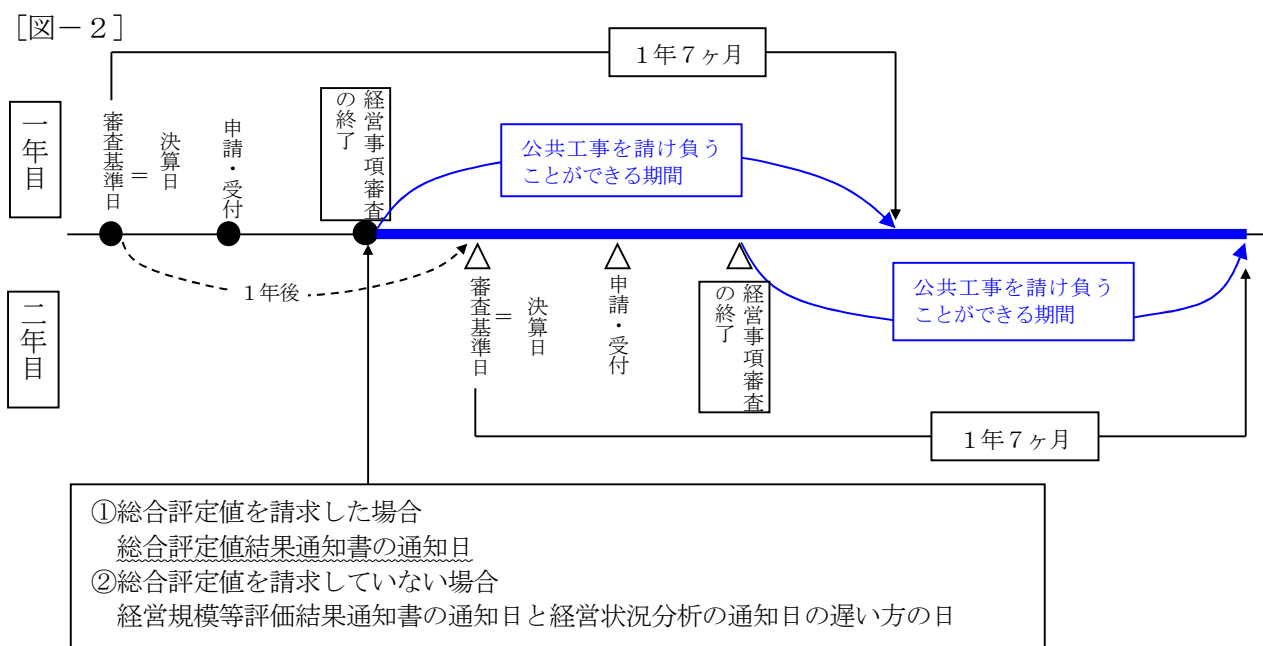 ［図－２］
１年７ヶ月
一年目
審査基準日
＝
決算日
申請・受付
経営事項審査
の終了
公共工事を請け負う
ことができる期間
１年後
二年目
審査基準日
＝
決算日
申請・受付
経営事項審査
の終了
公共工事を請け負う
ことができる期間
１年７ヶ月
①総合評定値を請求した場合
総合評定値結果通知書の通知日
②総合評定値を請求していない場合
経営規模等評価結果通知書の通知日と経営状況分析の通知日の遅い方の日